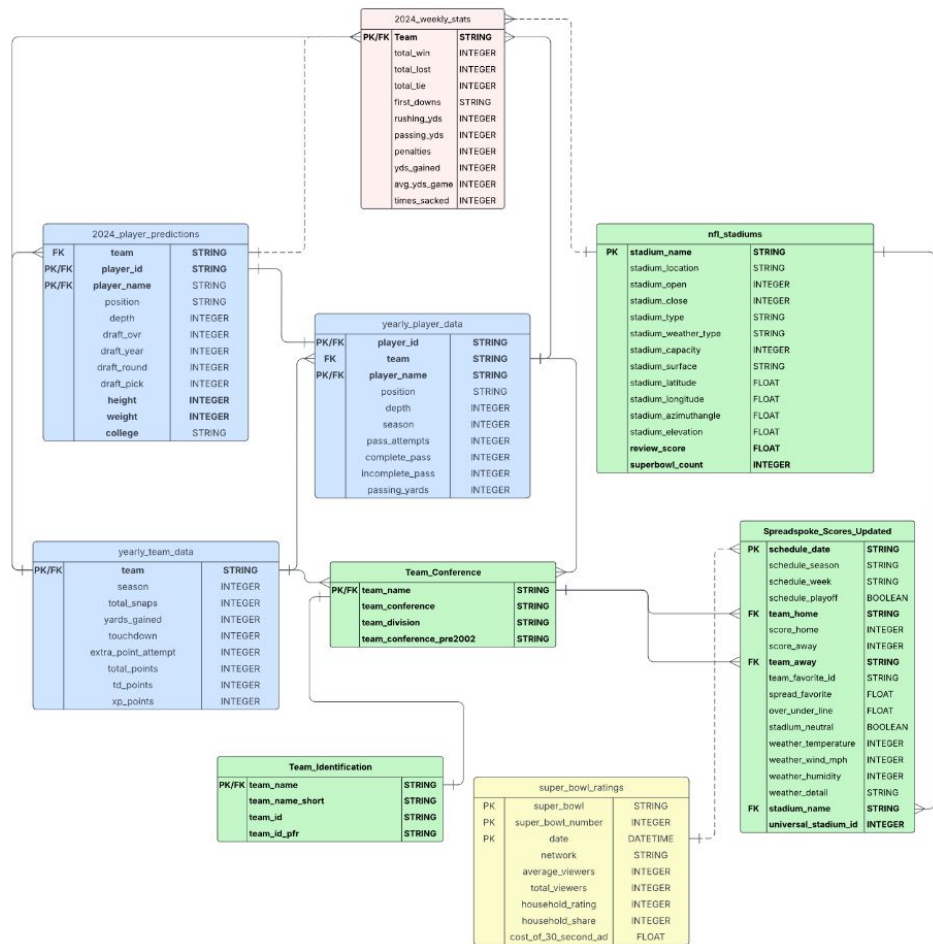 2024_weekly_stats
PK/FK Team STRING
total_win INTEGER
total_lost INTEGER
total_tie INTEGER
first_downs STRING
rushing_yds INTEGER
passing_yds INTEGER
penalties INTEGER
yds_gained INTEGER
avg_yds_game INTEGER
times_sacked INTEGER
2024_player_predictions
FK team STRING
PK/FK player_id STRING
PK/FK player_name STRING
position STRING
depth INTEGER
draft_ovr INTEGER
draft_year INTEGER
draft_round INTEGER
draft_pick INTEGER
height INTEGER
weight INTEGER
college STRING
nfl_stadiums
PK stadium_name STRING
stadium_location STRING
stadium_open INTEGER
stadium_close INTEGER
stadium_type STRING
stadium_weather_type STRING
stadium_capacity INTEGER
stadium_surface STRING
stadium_latitude FLOAT
stadium_longitude FLOAT
stadium_azimuthangle FLOAT
stadium_elevation FLOAT
review_score FLOAT
superbowl_count INTEGER
yearly_player_data
PK/FK player_id STRING
FK team STRING
PK/FK player_name STRING
position STRING
depth INTEGER
season INTEGER
pass_attempts INTEGER
complete_pass INTEGER
incomplete_pass INTEGER
passing_yards INTEGER
yearly_team_data
PK/FK team STRING
season INTEGER
total_snaps INTEGER
yards_gained INTEGER
touchdown INTEGER
extra_point_attempt INTEGER
total_points INTEGER
td_points INTEGER
xp_points INTEGER
Team_Conference
PK/FK team_name STRING
team_conference STRING
team_division STRING
team_conference_pre2002 STRING
Spreadspoke_Scores_Updated
PK schedule_date STRING
schedule_season STRING
schedule_week STRING
schedule_playoff BOOLEAN
FK team_home STRING
score_home INTEGER
score_away INTEGER
FK team_away STRING
team_favorite_id STRING
spread_favorite FLOAT
over_under_line FLOAT
stadium_neutral BOOLEAN
weather_temperature INTEGER
weather_wind_mph INTEGER
weather_humidity INTEGER
weather_detail STRING
FK stadium_name STRING
universal_stadium_id INTEGER
Team_Identification
PK/FK team_name STRING
team_name_short STRING
team_id STRING
team_id_pfr STRING
super_bowl_ratings
PK super_bowl STRING
PK super_bowl_number INTEGER
PK date DATETIME
network STRING
average_viewers INTEGER
total_viewers INTEGER
household_rating INTEGER
household_share INTEGER
cost_of_30_second_ad FLOAT